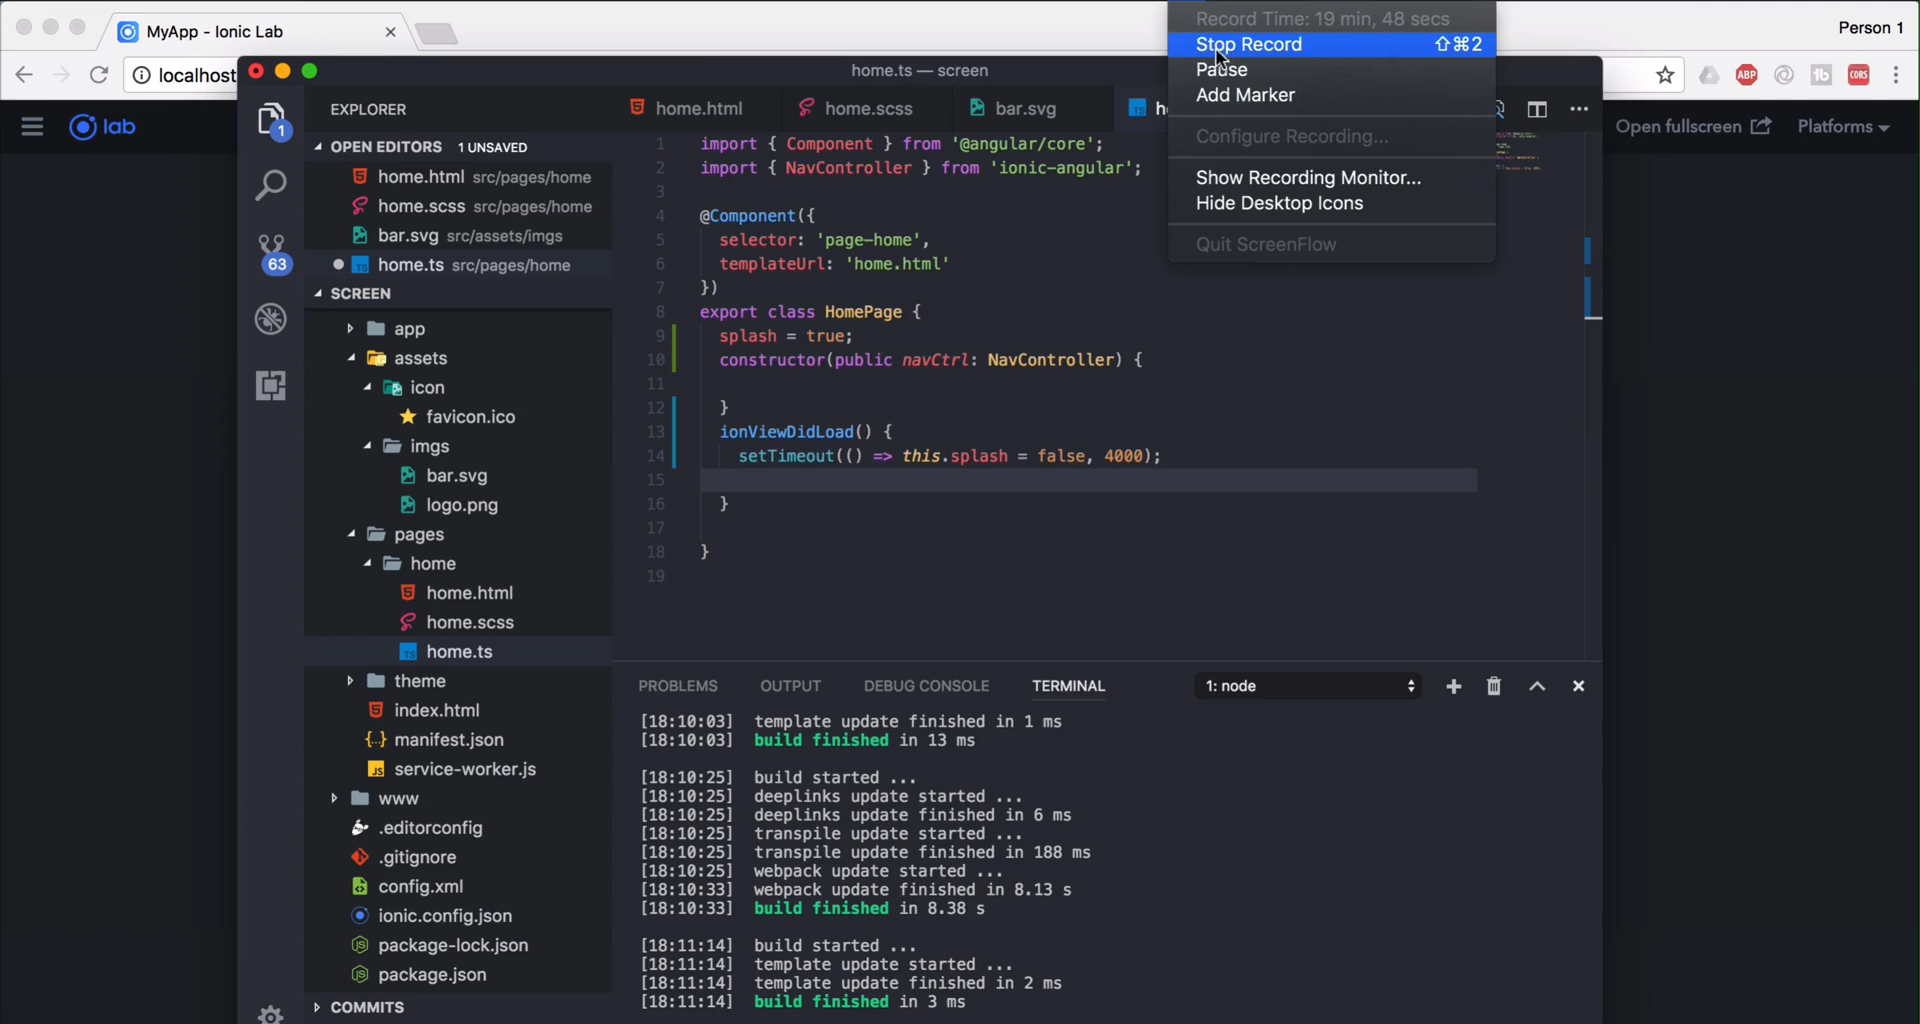 MyApp - Ionic Lab
Person 1
localhost
Record Time: 19 min, 48 secs
Stop Record ⇧⌘2
Pause
Add Marker
Configure Recording...
Show Recording Monitor...
Hide Desktop Icons
Quit ScreenFlow
ABP
CORS
home.ts — screen
lab
Open fullscreen
Platforms
EXPLORER
home.html
home.scss
bar.svg
OPEN EDITORS 1 UNSAVED
home.html src/pages/home
home.scss src/pages/home
bar.svg src/assets/imgs
home.ts src/pages/home
1
63
SCREEN
app
assets
icon
favicon.ico
imgs
bar.svg
logo.png
pages
home
home.html
home.scss
home.ts
theme
index.html
manifest.json
service-worker.js
www
.editorconfig
.gitignore
config.xml
ionic.config.json
package-lock.json
package.json
COMMITS
1 import { Component } from '@angular/core';
2 import { NavController } from 'ionic-angular';
3
4 @Component({
5 selector: 'page-home',
6 templateUrl: 'home.html'
7 })
8 export class HomePage {
9 splash = true;
10 constructor(public navCtrl: NavController) {
11
12 }
13 ionViewDidLoad() {
14 setTimeout(() => this.splash = false, 4000);
15
16 }
17
18 }
19
PROBLEMS OUTPUT DEBUG CONSOLE TERMINAL 1: node
[18:10:03] template update finished in 1 ms
[18:10:03] build finished in 13 ms
[18:10:25] build started ...
[18:10:25] deeplinks update started ...
[18:10:25] deeplinks update finished in 6 ms
[18:10:25] transpile update started ...
[18:10:25] transpile update finished in 188 ms
[18:10:25] webpack update started ...
[18:10:33] webpack update finished in 8.13 s
[18:10:33] build finished in 8.38 s
[18:11:14] build started ...
[18:11:14] template update started ...
[18:11:14] template update finished in 2 ms
[18:11:14] build finished in 3 ms